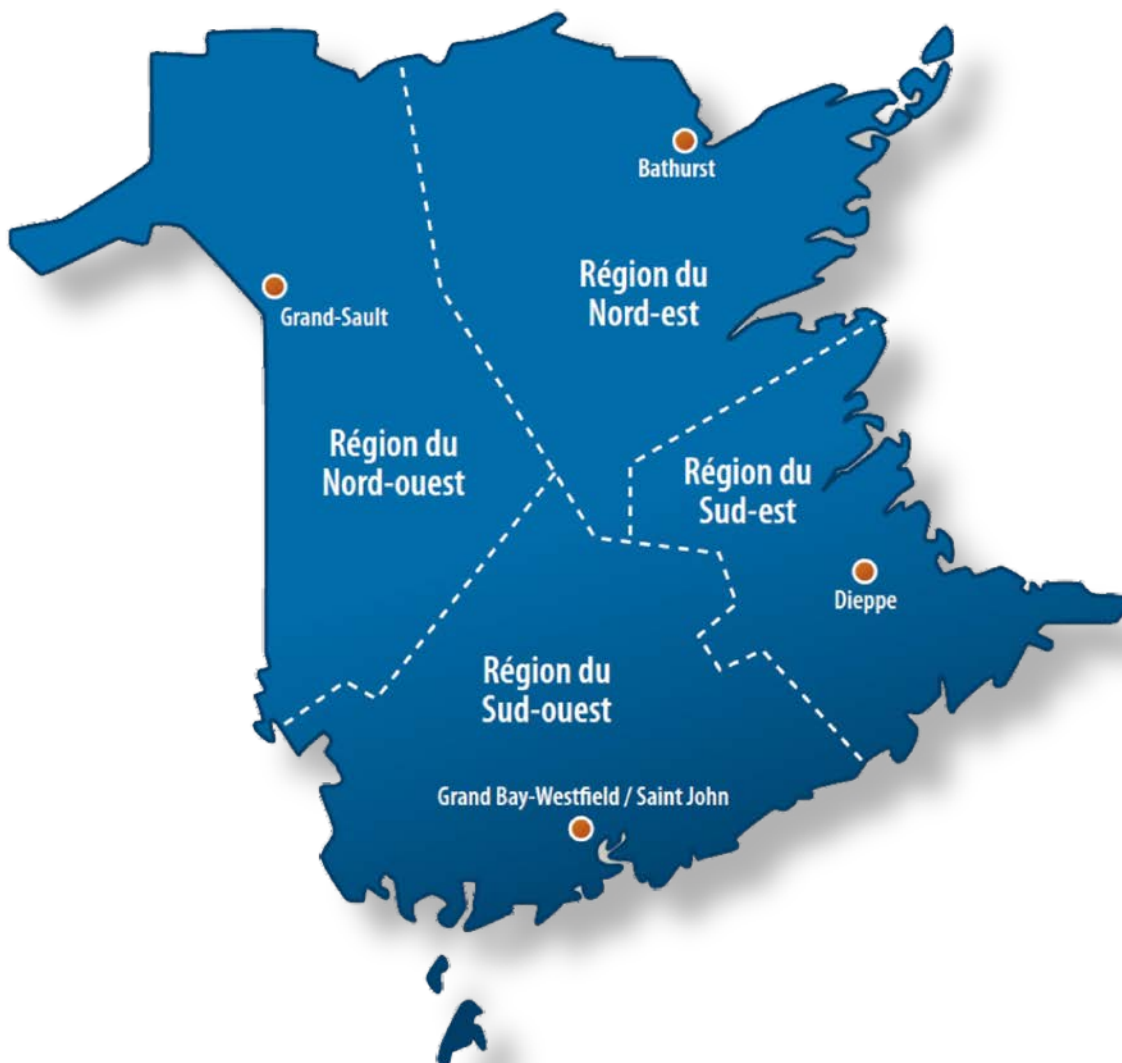 Bathurst
Région du
Nord-est
Grand-Sault
Région du
Nord-ouest
Région du
Sud-est
Dieppe
Région du
Sud-ouest
Grand Bay-Westfield / Saint John